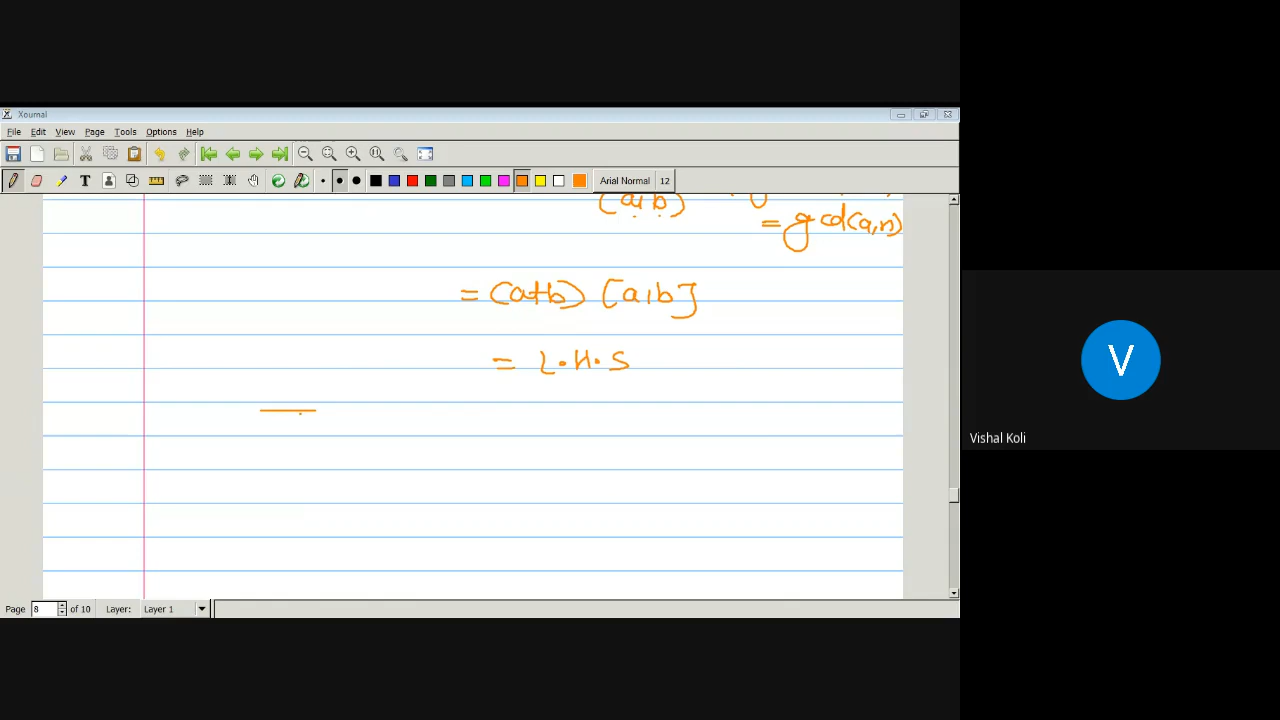 Xournal
File Edit View Page Tools Options Help
Arial Normal 12
(a,b)
= gcd(a,n)
= (a+b) [a,b]
= L.H.S
Page 8 of 10 Layer: Layer 1
V
Vishal Koli